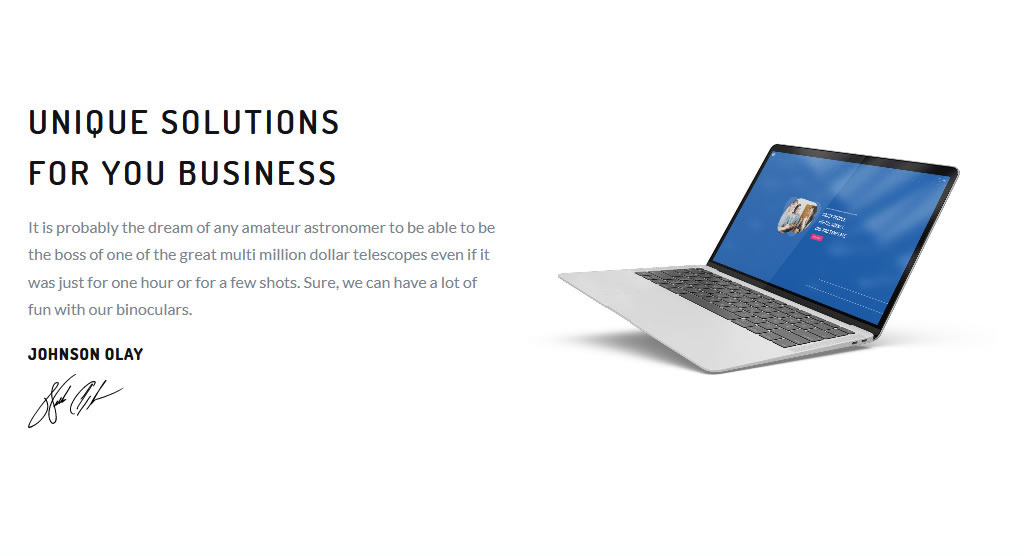 UNIQUE SOLUTIONS
FOR YOU BUSINESS
It is probably the dream of any amateur astronomer to be able to be
the boss of one of the great multi million dollar telescopes even if it
was just for one hour or for a few shots. Sure, we can have a lot of
fun with our binoculars.
JOHNSON OLAY